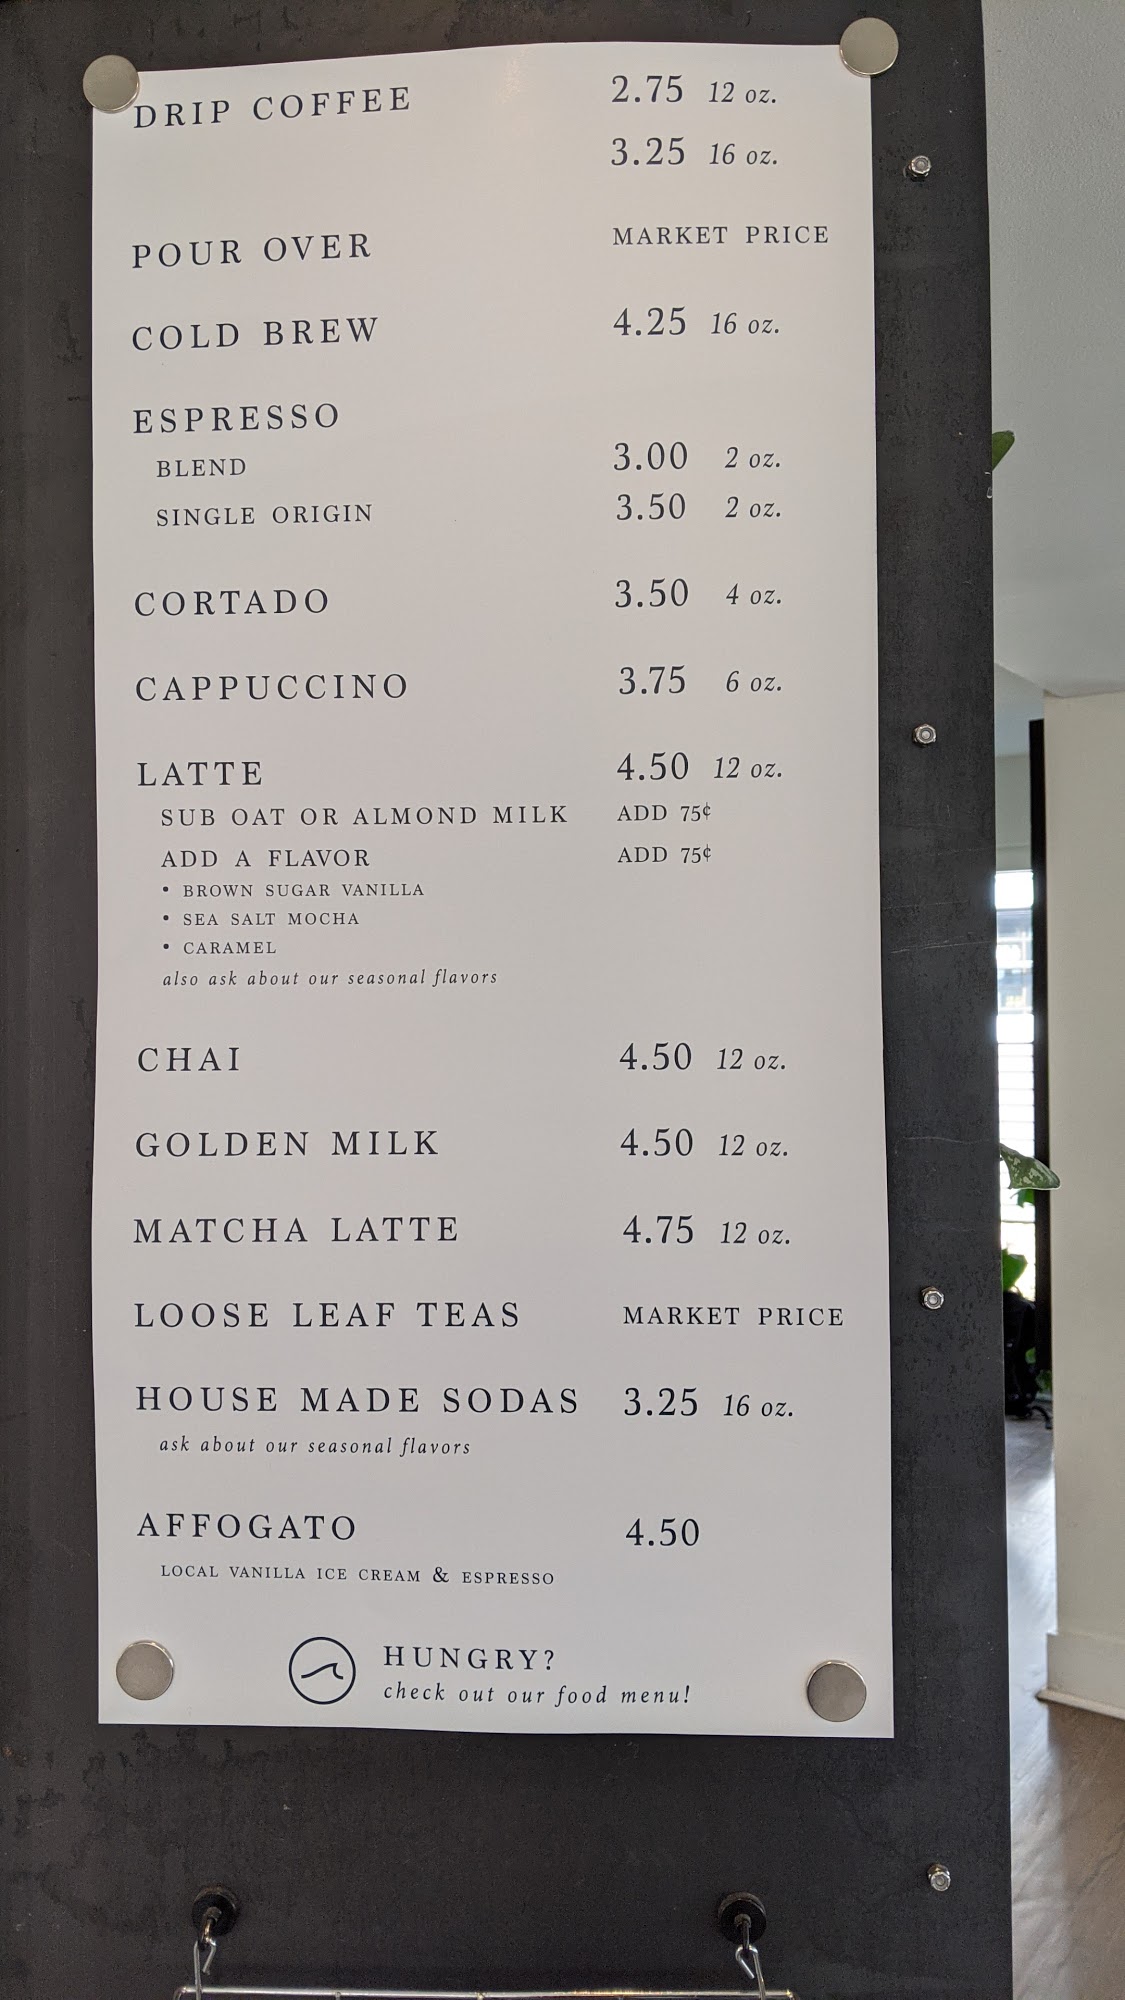 DRIP COFFEE 2.75 12 oz.
3.25 16 oz.
POUR OVER MARKET PRICE
COLD BREW 4.25 16 oz.
ESPRESSO
BLEND 3.00 2 oz.
SINGLE ORIGIN 3.50 2 oz.
CORTADO 3.50 4 oz.
CAPPUCCINO 3.75 6 oz.
LATTE 4.50 12 oz.
SUB OAT OR ALMOND MILK ADD 75¢
ADD A FLAVOR ADD 75¢
• BROWN SUGAR VANILLA
• SEA SALT MOCHA
• CARAMEL
also ask about our seasonal flavors
CHAI 4.50 12 oz.
GOLDEN MILK 4.50 12 oz.
MATCHA LATTE 4.75 12 oz.
LOOSE LEAF TEAS MARKET PRICE
HOUSE MADE SODAS 3.25 16 oz.
ask about our seasonal flavors
AFFOGATO 4.50
LOCAL VANILLA ICE CREAM & ESPRESSO
HUNGRY?
check out our food menu!